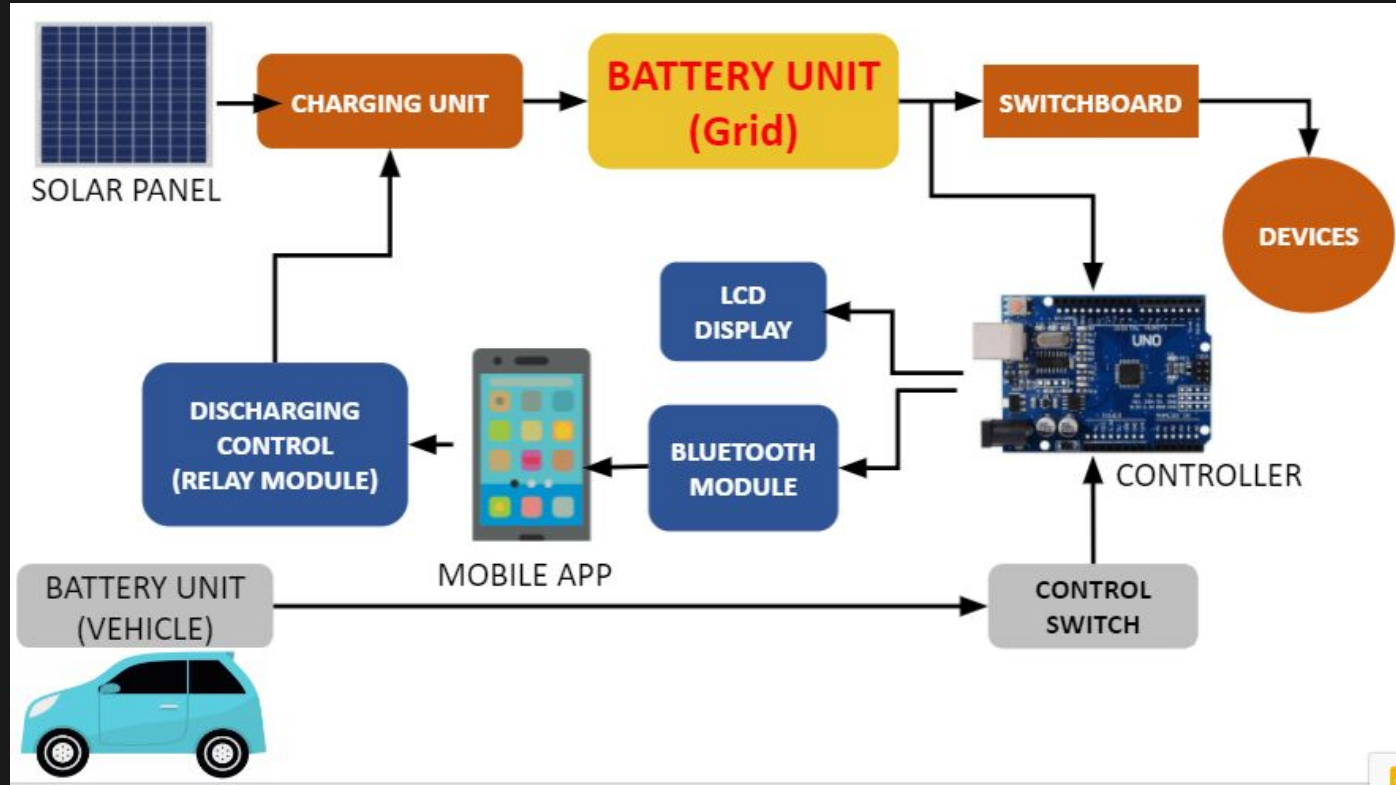 CHARGING UNIT
BATTERY UNIT
(Grid)
SWITCHBOARD
SOLAR PANEL
DEVICES
LCD
DISPLAY
UNO
DISCHARGING
CONTROL
(RELAY MODULE)
BLUETOOTH
MODULE
CONTROLLER
MOBILE APP
BATTERY UNIT
(VEHICLE)
CONTROL
SWITCH